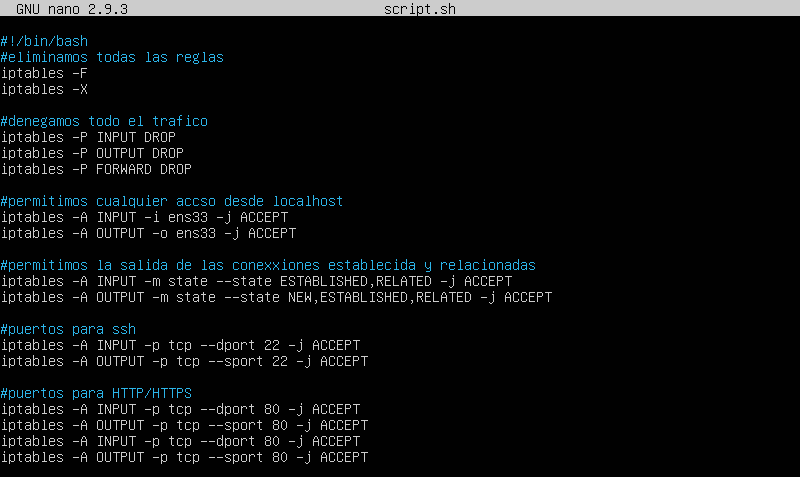 GNU nano 2.9.3 script.sh
#!/bin/bash
#eliminamos todas las reglas
iptables -F
iptables -X
#denegamos todo el trafico
iptables -P INPUT DROP
iptables -P OUTPUT DROP
iptables -P FORWARD DROP
#permitimos cualquier accso desde localhost
iptables -A INPUT -i ens33 -j ACCEPT
iptables -A OUTPUT -o ens33 -j ACCEPT
#permitimos la salida de las conexxiones establecida y relacionadas
iptables -A INPUT -m state --state ESTABLISHED,RELATED -j ACCEPT
iptables -A OUTPUT -m state --state NEW,ESTABLISHED,RELATED -j ACCEPT
#puertos para ssh
iptables -A INPUT -p tcp --dport 22 -j ACCEPT
iptables -A OUTPUT -p tcp --sport 22 -j ACCEPT
#puertos para HTTP/HTTPS
iptables -A INPUT -p tcp --dport 80 -j ACCEPT
iptables -A OUTPUT -p tcp --sport 80 -j ACCEPT
iptables -A INPUT -p tcp --dport 80 -j ACCEPT
iptables -A OUTPUT -p tcp --sport 80 -j ACCEPT